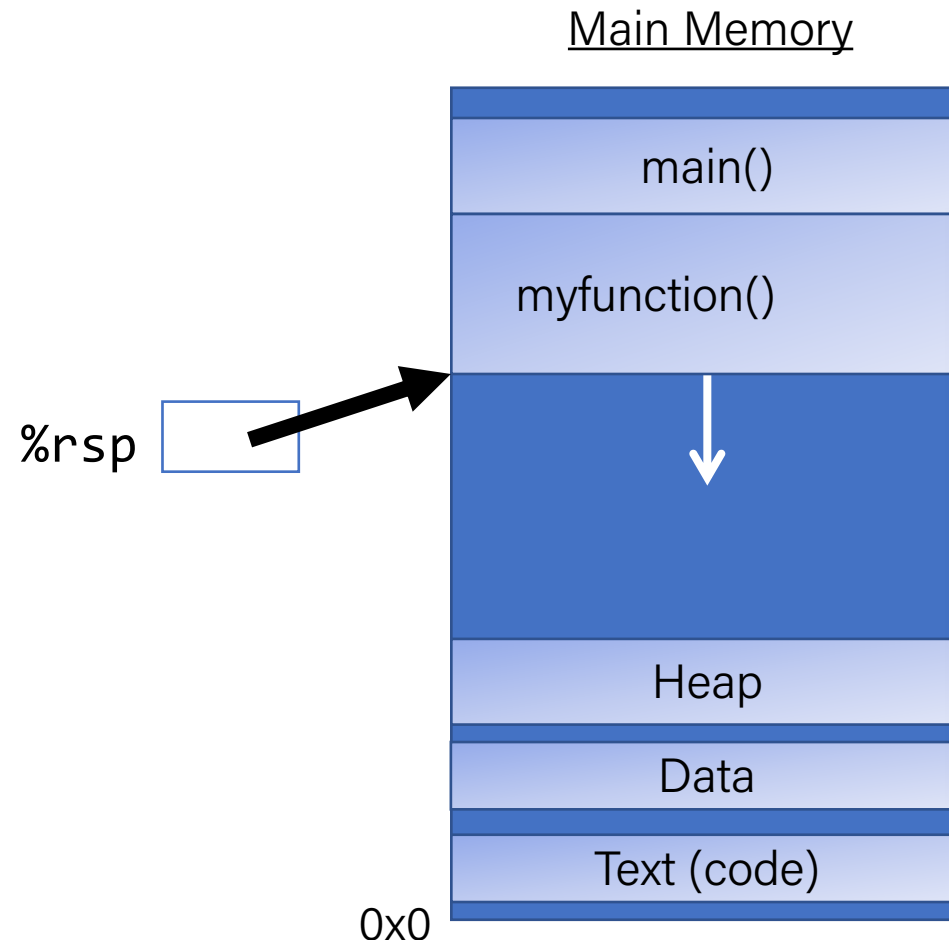 Main Memory
main()
myfunction()
%rsp
Heap
Data
Text (code)
0x0